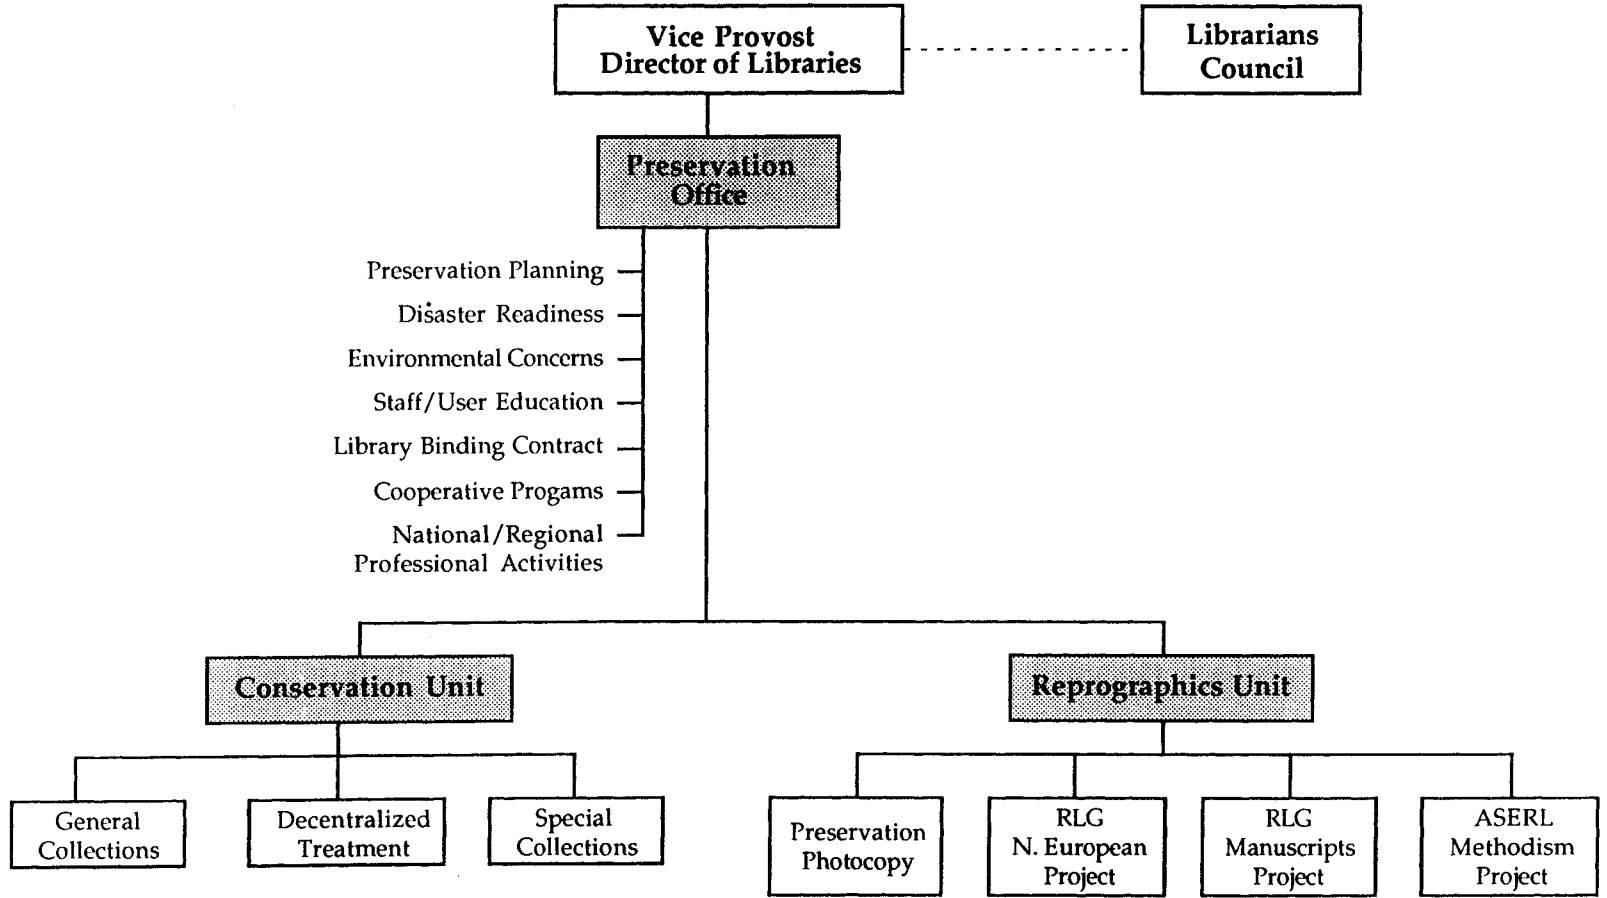 Vice Provost
Director of Libraries
Librarians
Council
Preservation
Office
Preservation Planning
Disaster Readiness
Environmental Concerns
Staff/User Education
Library Binding Contract
Cooperative Progams
National/Regional
Professional Activities
Conservation Unit
Reprographics Unit
General
Collections
Decentralized
Treatment
Special
Collections
Preservation
Photocopy
RLG
N. European
Project
RLG
Manuscripts
Project
ASERL
Methodism
Project